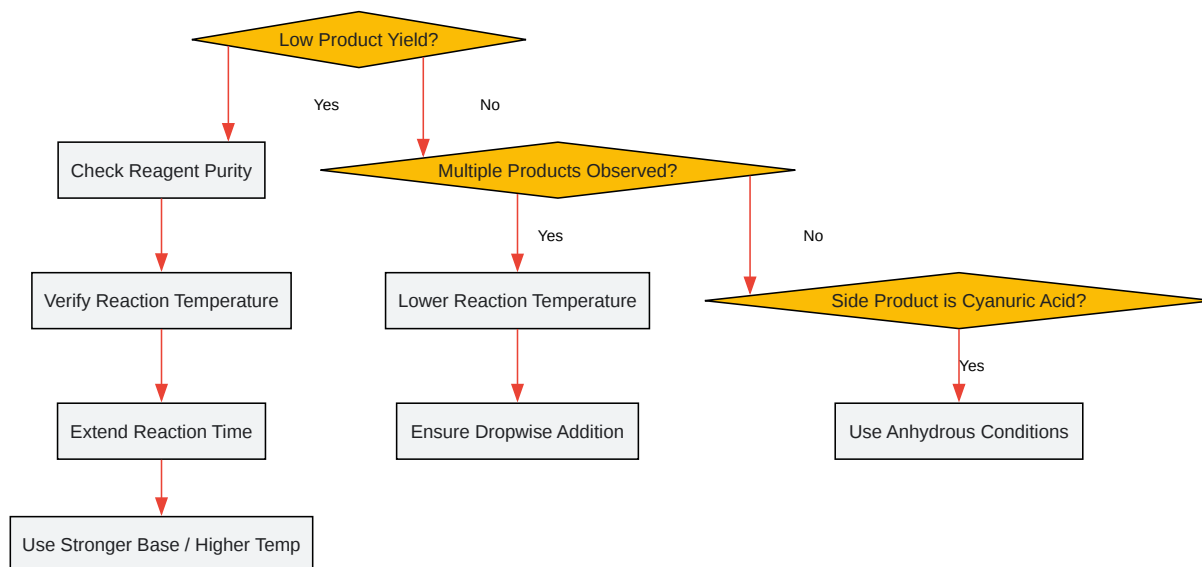 Low Product Yield?
Yes
No
Check Reagent Purity
Multiple Products Observed?
Yes
No
Verify Reaction Temperature
Lower Reaction Temperature
Side Product is Cyanuric Acid?
Yes
Extend Reaction Time
Ensure Dropwise Addition
Use Anhydrous Conditions
Use Stronger Base / Higher Temp